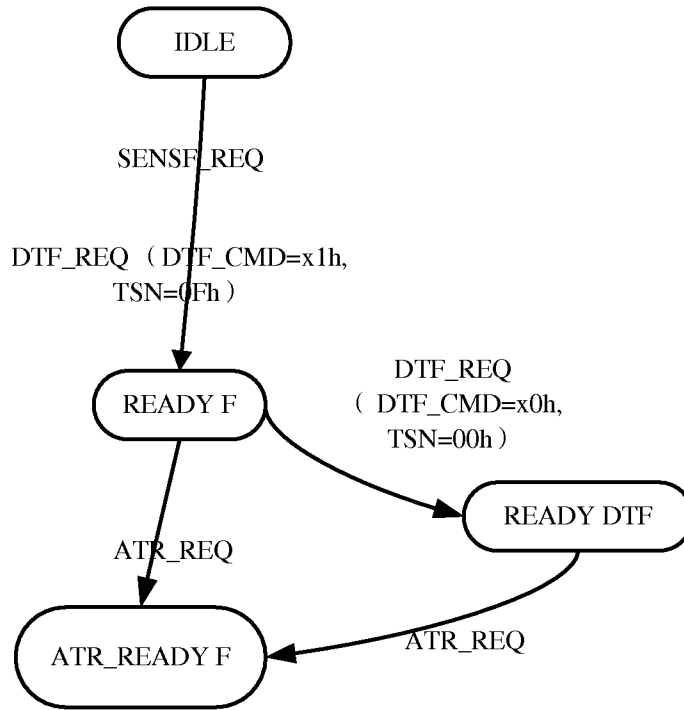 IDLE
SENSF_REQ
DTF_REQ（DTF_CMD=x1h,
TSN=0Fh）
READY F
DTF_REQ
（ DTF_CMD=x0h,
TSN=00h）
READY DTF
ATR_REQ
ATR_REQ
ATR_READY F